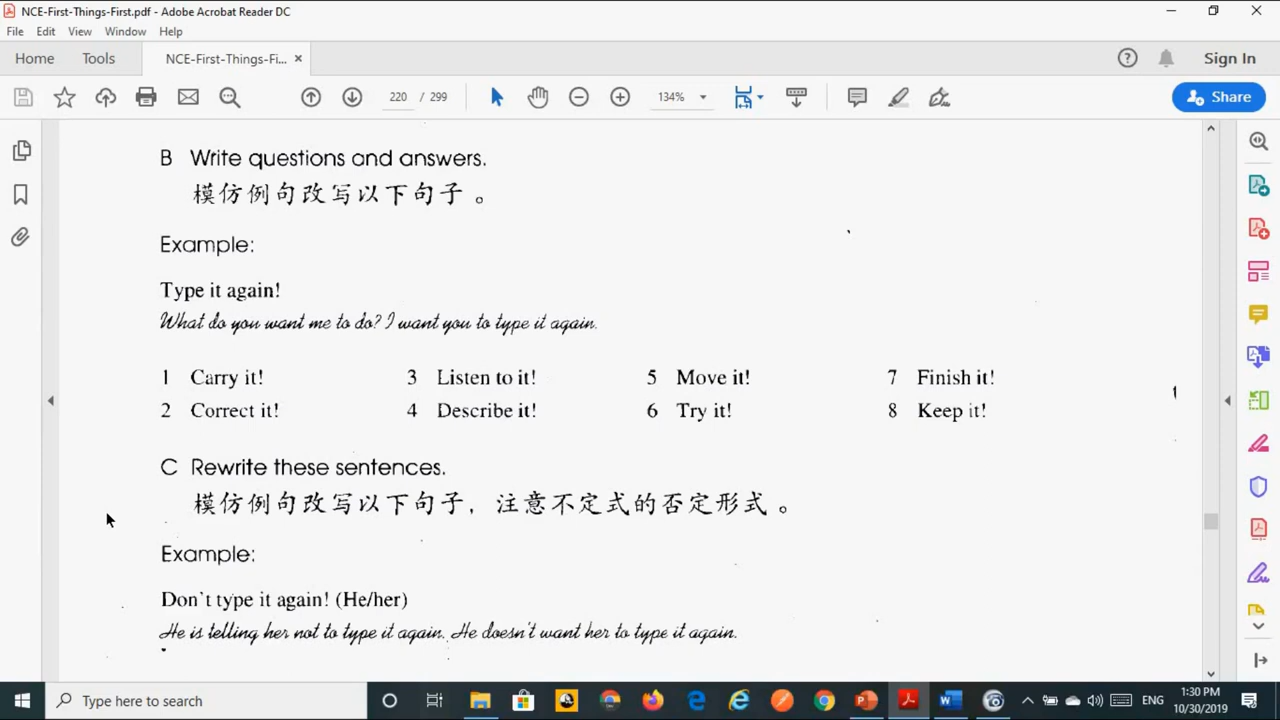 NCE-First-Things-First.pdf - Adobe Acrobat Reader DC
File Edit View Window Help
Home Tools NCE-First-Things-Fi... × Sign In
220 / 299 134% Share
B Write questions and answers.
模仿例句改写以下句子。
Example:
Type it again!
What do you want me to do? I want you to type it again.
1 Carry it! 3 Listen to it! 5 Move it! 7 Finish it!
2 Correct it! 4 Describe it! 6 Try it! 8 Keep it!
C Rewrite these sentences.
模仿例句改写以下句子，注意不定式的否定形式。
Example:
Don't type it again! (He/her)
He is telling her not to type it again. He doesn't want her to type it again.
Type here to search ENG 1:30 PM
10/30/2019